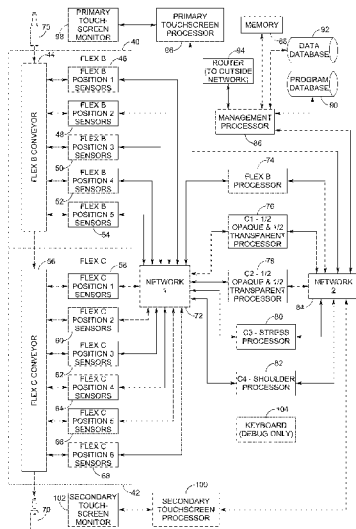 70
PRIMARY
TOUCH-
SCREEN
MONITOR
98
PRIMARY
TOUCHSCREEN
PROCESSOR
96
MEMORY
88
92
DATA
DATABASE
94
ROUTER
(TO OUTSIDE
NETWORK)
PROGRAM
DATABASE
90
MANAGEMENT
PROCESSOR
86
40
44
FLEX B CONVEYOR
46
FLEX B
POSITION 1
SENSORS
FLEX B
POSITION 2
SENSORS
48
FLEX B
POSITION 3
SENSORS
50
FLEX B
POSITION 4
SENSORS
52
FLEX B
POSITION 5
SENSORS
54
74
FLEX B
PROCESSOR
76
C1 - 1/2
OPAQUE & 1/2
TRANSPARENT
PROCESSOR
78
C2 - 1/2
OPAQUE & 1/2
TRANSPARENT
PROCESSOR
NETWORK
72
NETWORK
2
84
80
C3 - STRESS
PROCESSOR
82
C4 - SHOULDER
PROCESSOR
104
KEYBOARD
(DEBUG ONLY)
56
FLEX C CONVEYOR
58
FLEX C
POSITION 1
SENSORS
FLEX C
POSITION 2
SENSORS
60
FLEX C
POSITION 3
SENSORS
62
FLEX C
POSITION 4
SENSORS
64
FLEX C
POSITION 5
SENSORS
66
FLEX C
POSITION 6
SENSORS
68
42
70
102
SECONDARY
TOUCH-
SCREEN
MONITOR
100
SECONDARY
TOUCHSCREEN
PROCESSOR